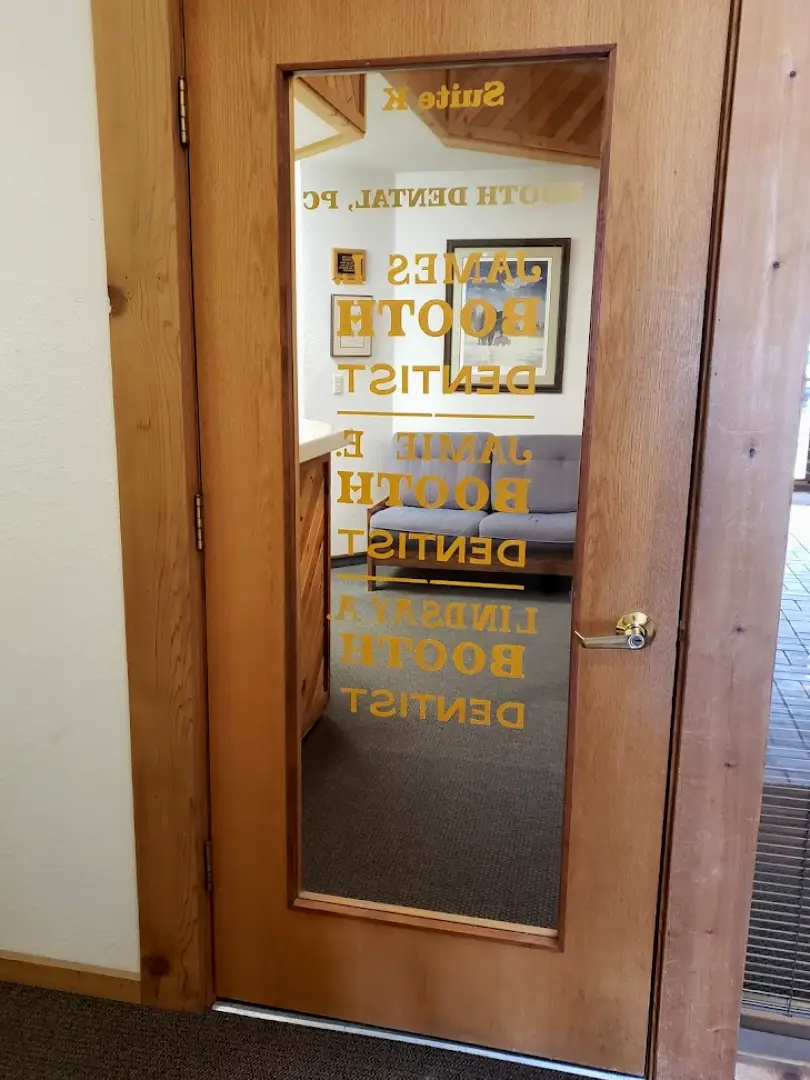 Suite K
BOOTH DENTAL, PC
JAMES L.
BOOTH
DENTIST
JAMIE E.
BOOTH
DENTIST
LINDSAY A.
BOOTH
DENTIST